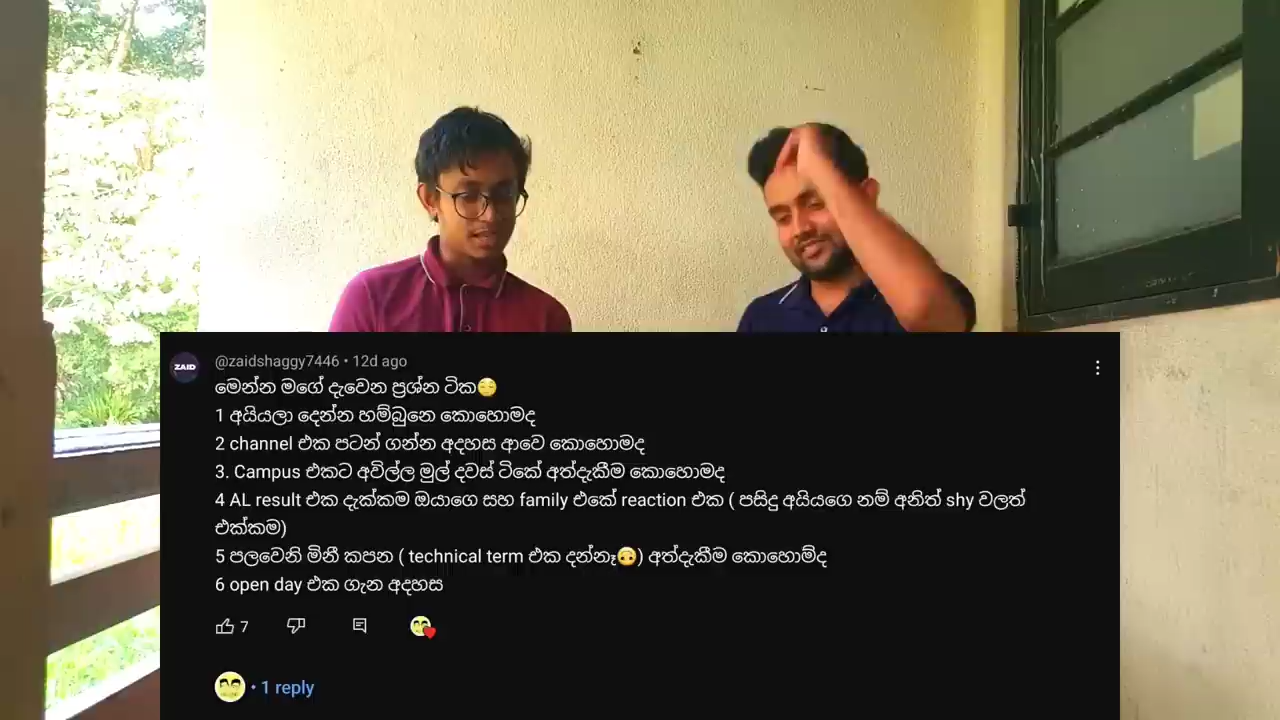 ZAID
@zaidshaggy7446 • 12d ago
මෙන්න මගේ දැවෙන ප්‍රශ්න ටික😌
1 අයියලා දෙන්න හම්බුනෙ කොහොමද
2 channel එක පටන් ගන්න අදහස ආවෙ කොහොමද
3. Campus එකට අවිල්ල මුල් දවස් ටිකේ අත්දැකීම කොහොමද
4 AL result එක දැක්කම ඔයාගෙ සහ family එකේ reaction එක ( පසිදු අයියගෙ නම් අනිත් shy වලත්
එක්කම)
5 පලවෙනි මිනී කපන ( technical term එක දන්නෑ🙃) අත්දැකීම කොහොම්ද
6 open day එක ගැන අදහස
7
• 1 reply